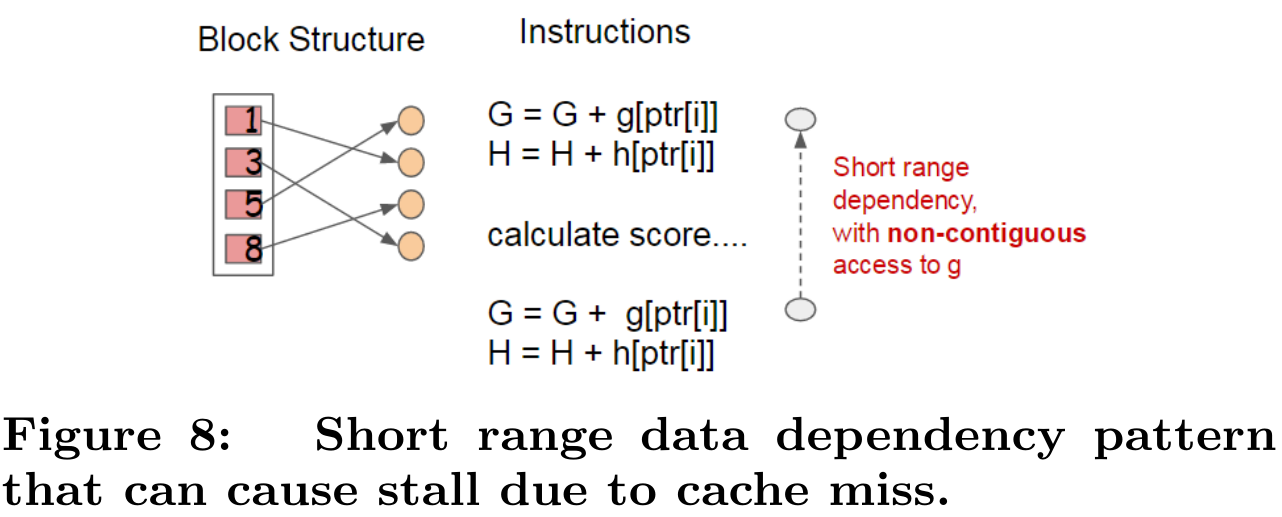 Block Structure
Instructions
1
3
5
8
G = G + g[ptr[i]]
H = H + h[ptr[i]]
calculate score....
G = G + g[ptr[i]]
H = H + h[ptr[i]]
Short range
dependency,
with non-contiguous
access to g
Figure 8: Short range data dependency pattern
that can cause stall due to cache miss.